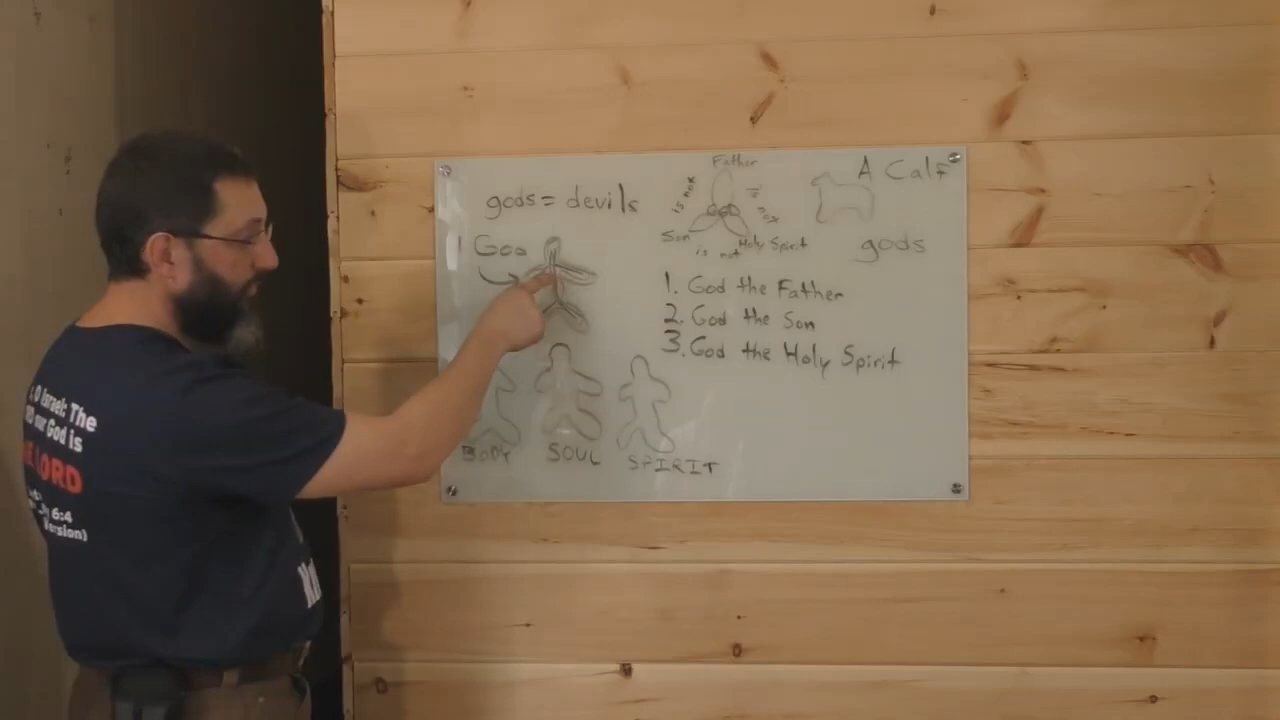 gods = devils
1 God
BODY
SOUL
SPIRIT
Father
is not
is not
Son
is not
Holy Spirit
A Calf
gods
1. God the Father
2. God the Son
3. God the Holy Spirit
O Israel: The
our God is
LORD
6:4